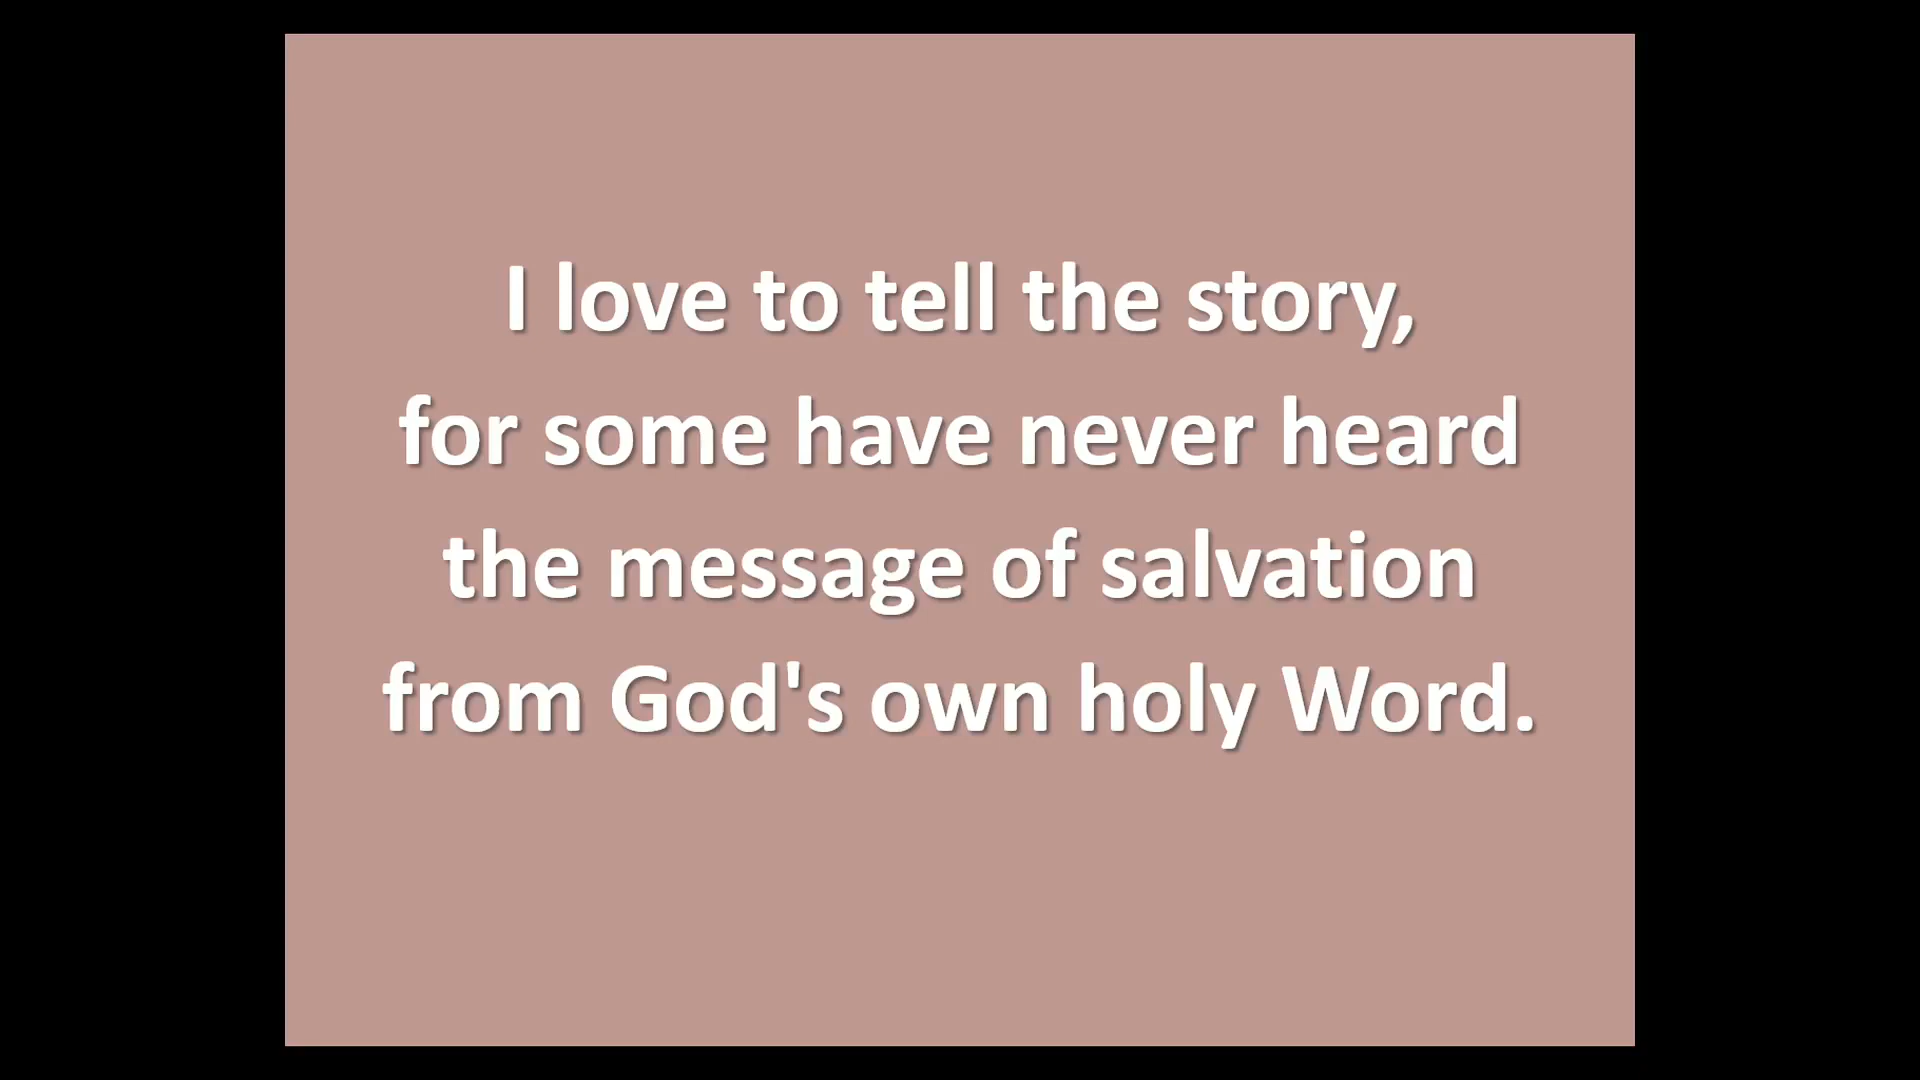 I love to tell the story,
for some have never heard
the message of salvation
from God's own holy Word.